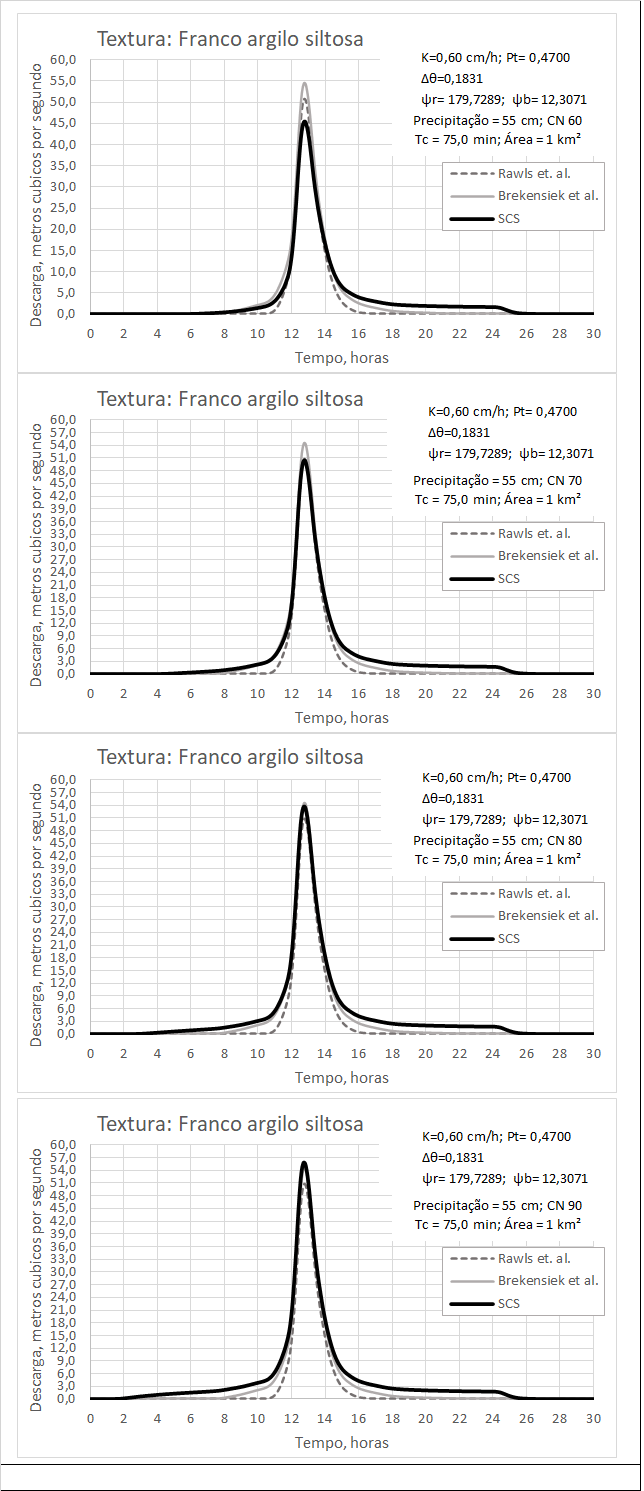 Textura: Franco argilo siltosa
K=0,60 cm/h; Pt= 0,4700
Δθ=0,1831
ψr= 179,7289; ψb= 12,3071
Precipitação = 55 cm; CN 60
Tc = 75,0 min; Área = 1 km²
Rawls et. al.
Brekensiek et al.
SCS
Descarga, metros cubicos por segundo
60,0
55,0
50,0
45,0
40,0
35,0
30,0
25,0
20,0
15,0
10,0
5,0
0,0
0 2 4 6 8 10 12 14 16 18 20 22 24 26 28 30
Tempo, horas
Textura: Franco argilo siltosa
K=0,60 cm/h; Pt= 0,4700
Δθ=0,1831
ψr= 179,7289; ψb= 12,3071
Precipitação = 55 cm; CN 70
Tc = 75,0 min; Área = 1 km²
Rawls et. al.
Brekensiek et al.
SCS
Descarga, metros cubicos por segundo
60,0
57,0
54,0
51,0
48,0
45,0
42,0
39,0
36,0
33,0
30,0
27,0
24,0
21,0
18,0
15,0
12,0
9,0
6,0
3,0
0,0
0 2 4 6 8 10 12 14 16 18 20 22 24 26 28 30
Tempo, horas
Textura: Franco argilo siltosa
K=0,60 cm/h; Pt= 0,4700
Δθ=0,1831
ψr= 179,7289; ψb= 12,3071
Precipitação = 55 cm; CN 80
Tc = 75,0 min; Área = 1 km²
Rawls et. al.
Brekensiek et al.
SCS
Descarga, metros cubicos por segundo
60,0
57,0
54,0
51,0
48,0
45,0
42,0
39,0
36,0
33,0
30,0
27,0
24,0
21,0
18,0
15,0
12,0
9,0
6,0
3,0
0,0
0 2 4 6 8 10 12 14 16 18 20 22 24 26 28 30
Tempo, horas
Textura: Franco argilo siltosa
K=0,60 cm/h; Pt= 0,4700
Δθ=0,1831
ψr= 179,7289; ψb= 12,3071
Precipitação = 55 cm; CN 90
Tc = 75,0 min; Área = 1 km²
Rawls et. al.
Brekensiek et al.
SCS
Descarga, metros cubicos por segundo
60,0
57,0
54,0
51,0
48,0
45,0
42,0
39,0
36,0
33,0
30,0
27,0
24,0
21,0
18,0
15,0
12,0
9,0
6,0
3,0
0,0
0 2 4 6 8 10 12 14 16 18 20 22 24 26 28 30
Tempo, horas